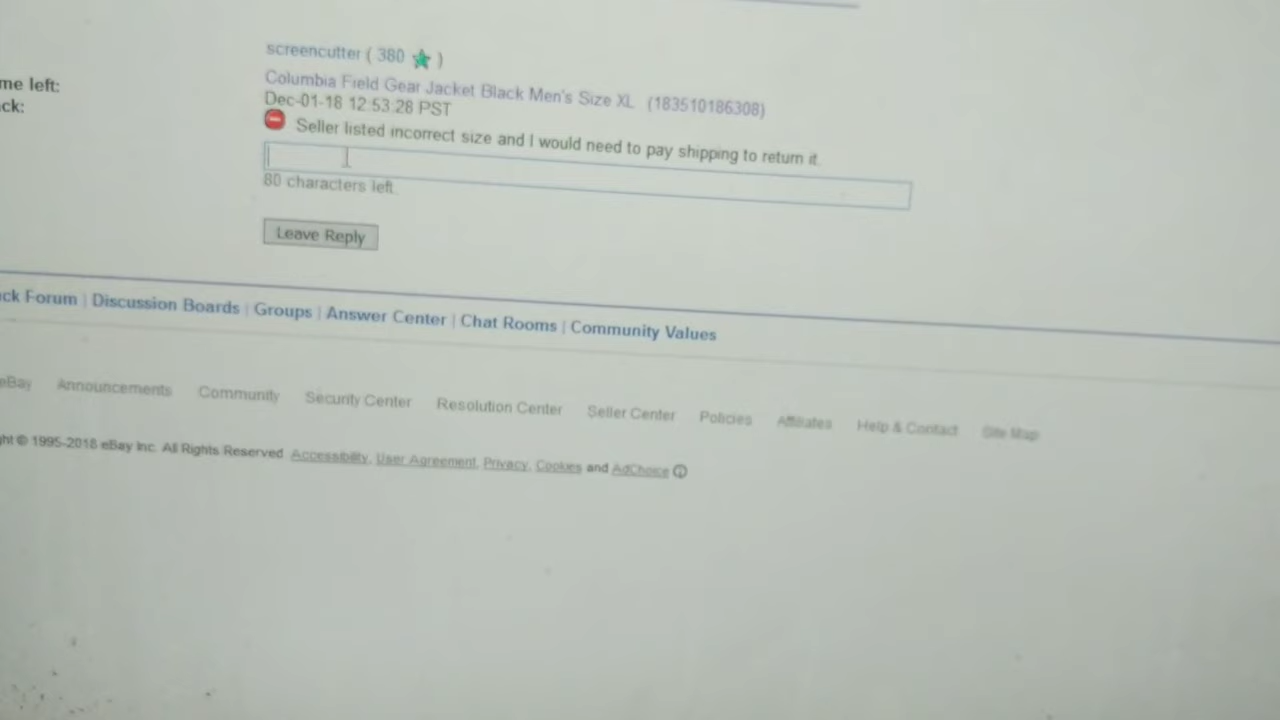 screencutter ( 380 )
me left:
Columbia Field Gear Jacket Black Men's Size XL (183510186308)
ck:
Dec-01-18 12:53:28 PST
Seller listed incorrect size and I would need to pay shipping to return it.
80 characters left.
Leave Reply
ck Forum | Discussion Boards | Groups | Answer Center | Chat Rooms | Community Values
eBay Announcements Community Security Center Resolution Center Seller Center Policies Affiliates Help & Contact Site Map
ht © 1995-2018 eBay Inc. All Rights Reserved. Accessibility, User Agreement, Privacy, Cookies and AdChoice